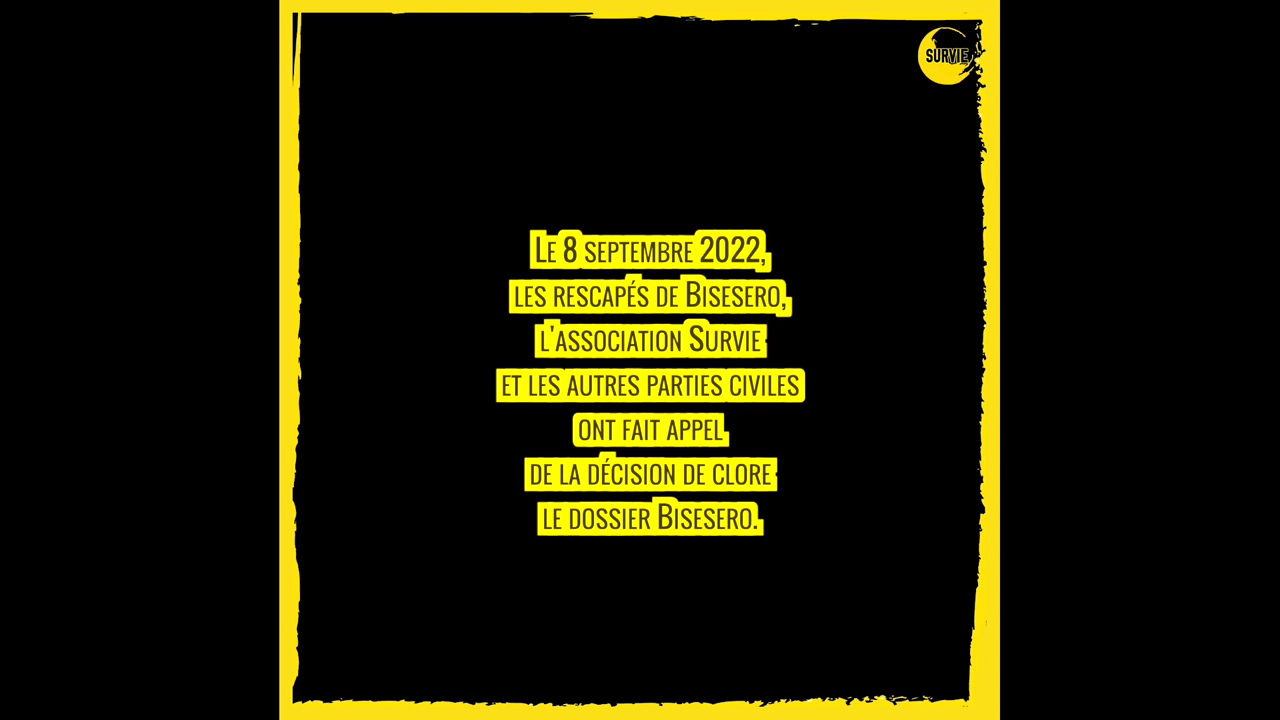 SURVIE
Le 8 septembre 2022,
les rescapés de Bisesero,
l'association Survie
et les autres parties civiles
ont fait appel
de la décision de clore
le dossier Bisesero.